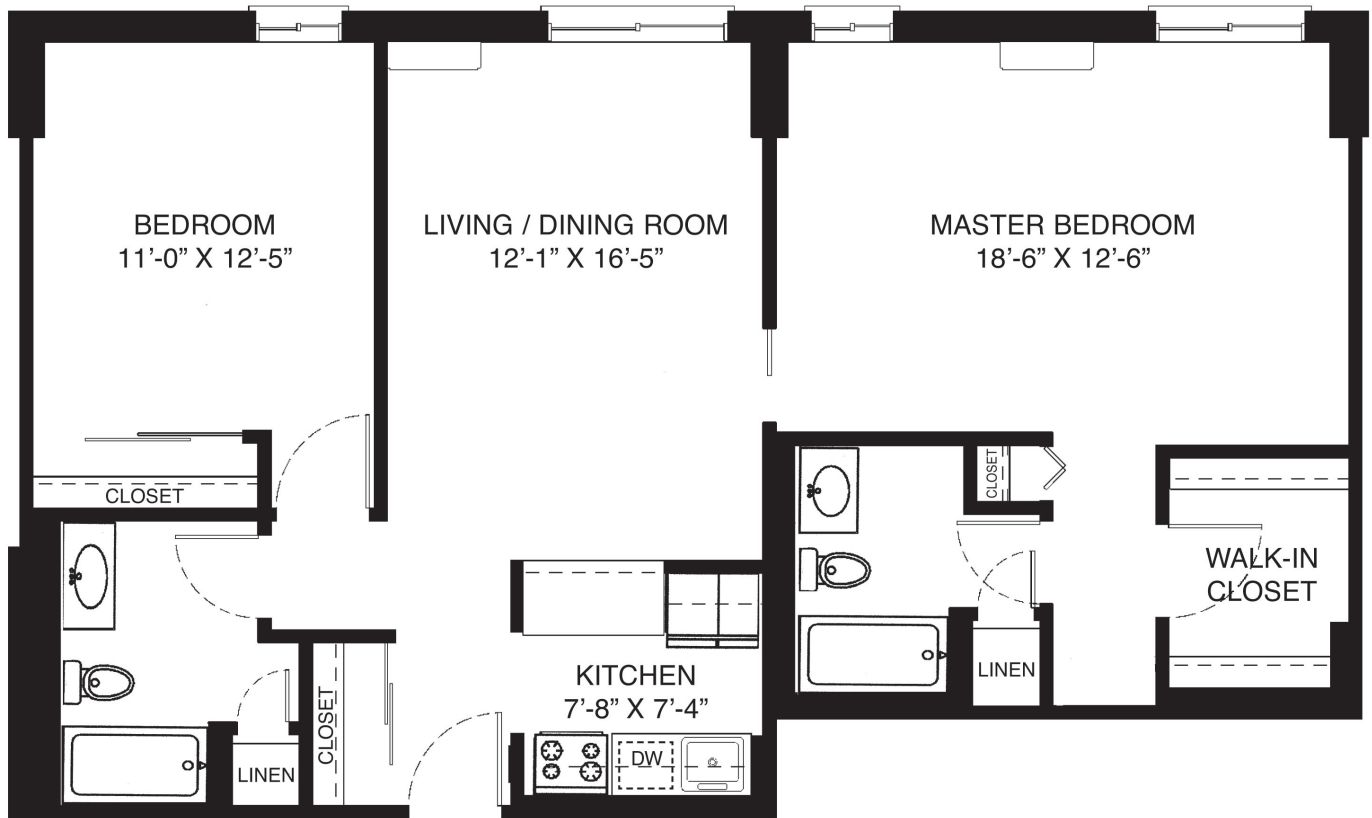 BEDROOM
11’-0” X 12’-5”
LIVING / DINING ROOM
12’-1” X 16’-5”
MASTER BEDROOM
18’-6” X 12’-6”
CLOSET
CLOSET
WALK-IN
CLOSET
KITCHEN
7’-8” X 7’-4”
LINEN
CLOSET
LINEN
DW